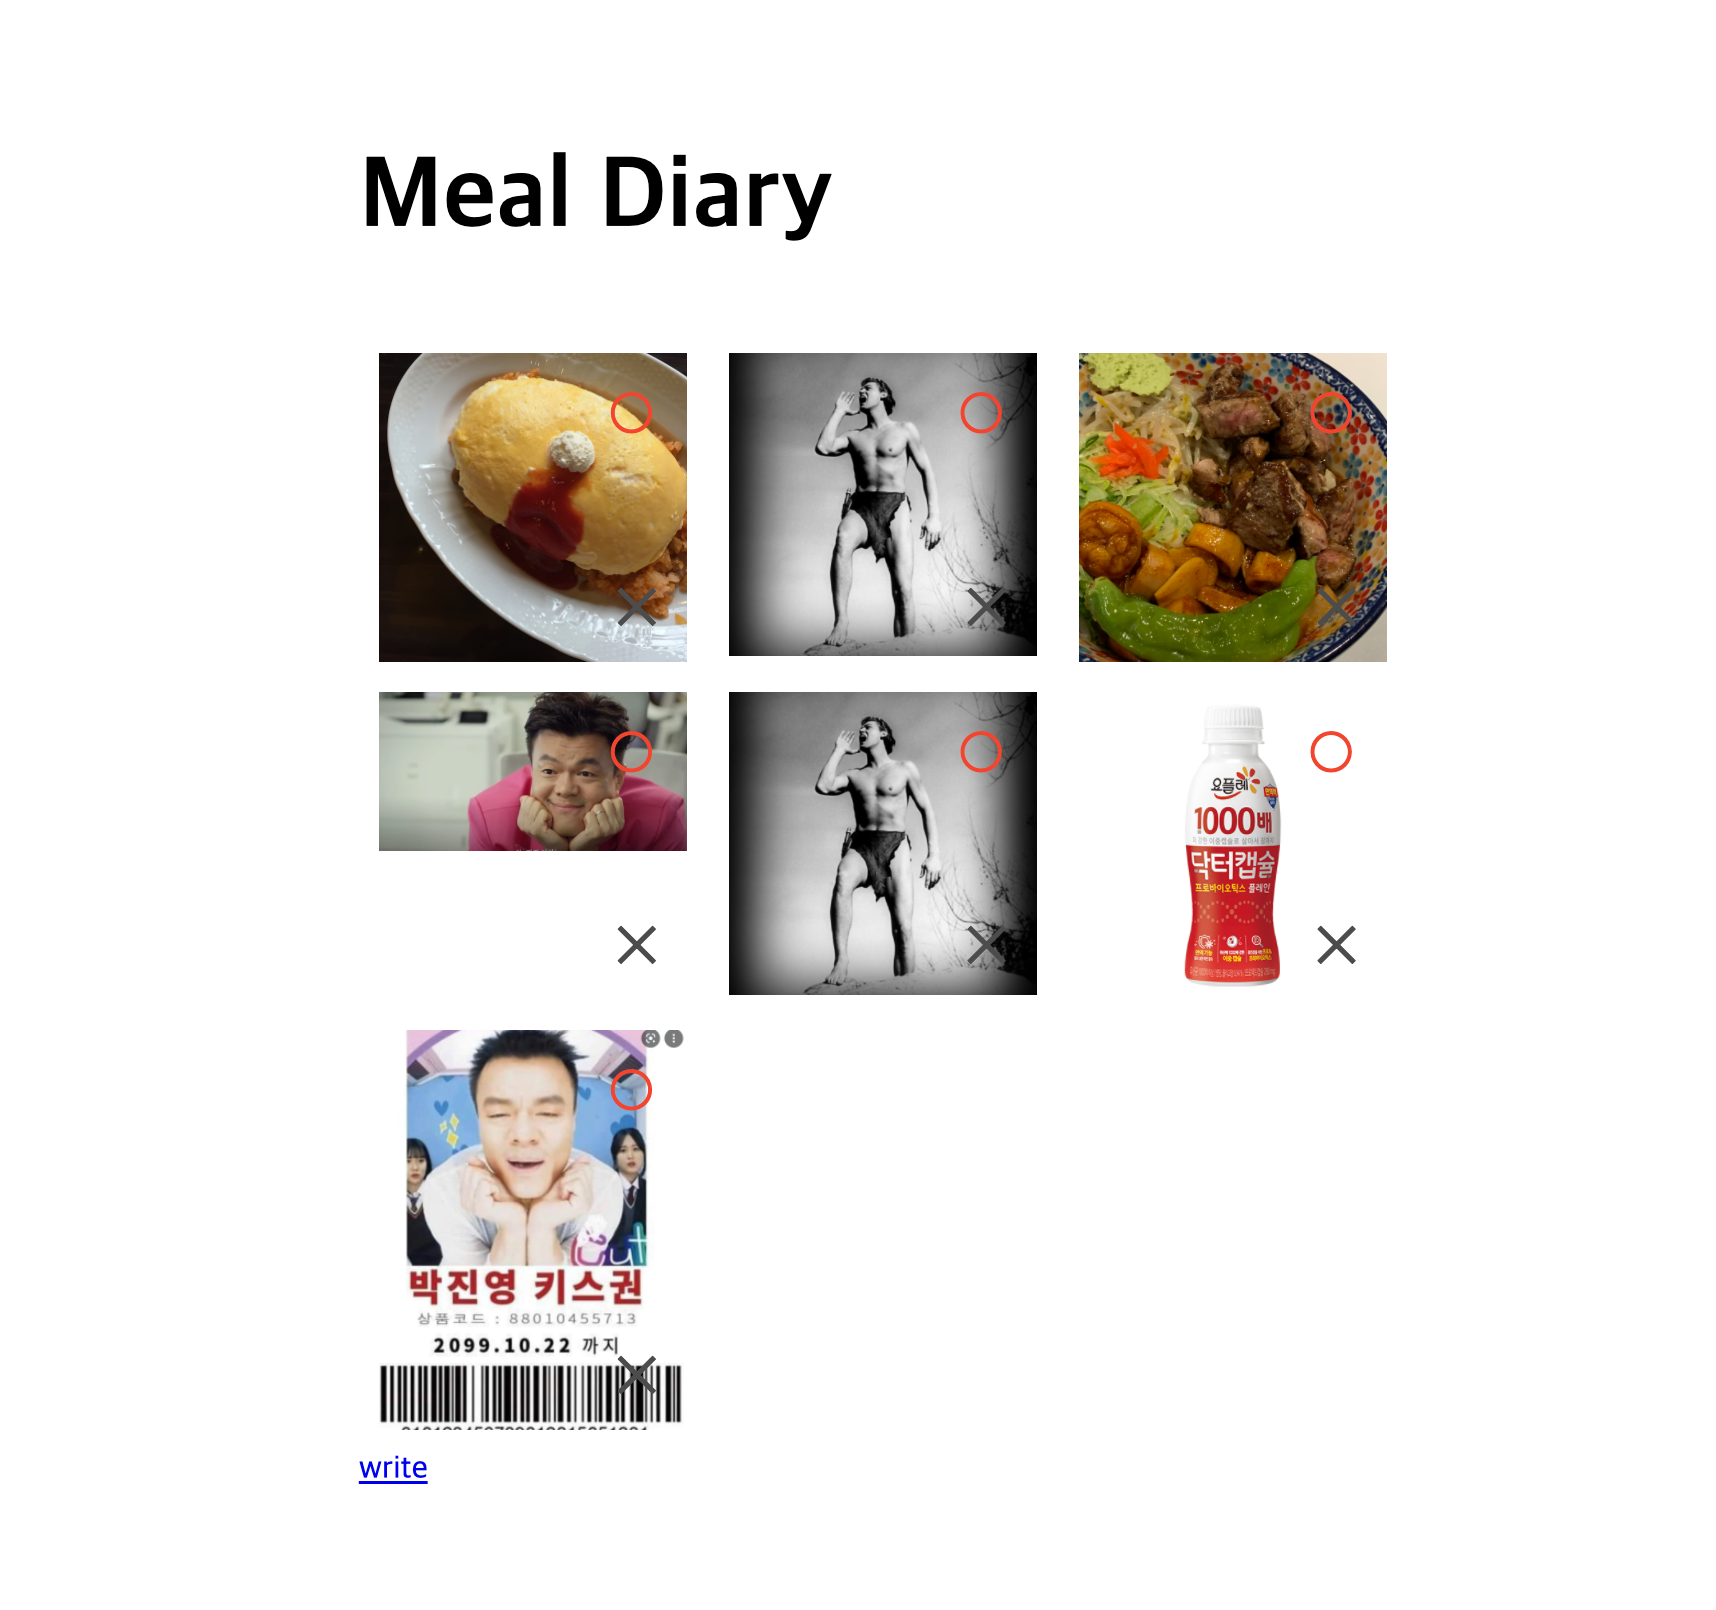 Meal Diary
요플레
1000배
닥터캡슐
프로바이오틱스 플레인
박진영 키스권
상품코드 : 88010455713
2099.10.22 까지
write